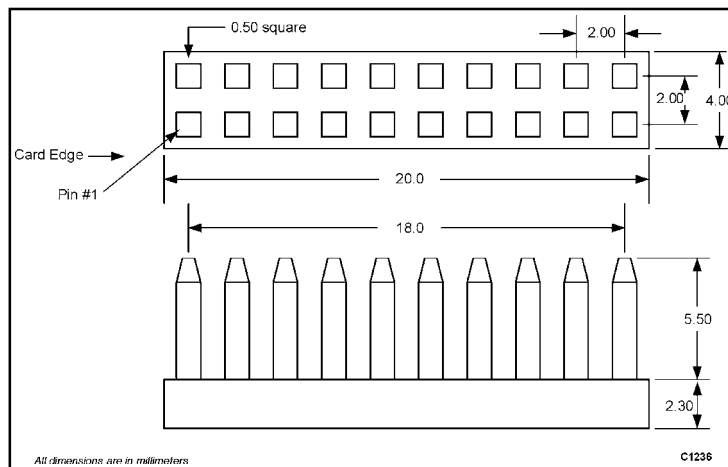 0.50 square
2.00
2.00
4.00
Card Edge
Pin #1
20.0
18.0
5.50
2.30
All dimensions are in millimeters
C1236